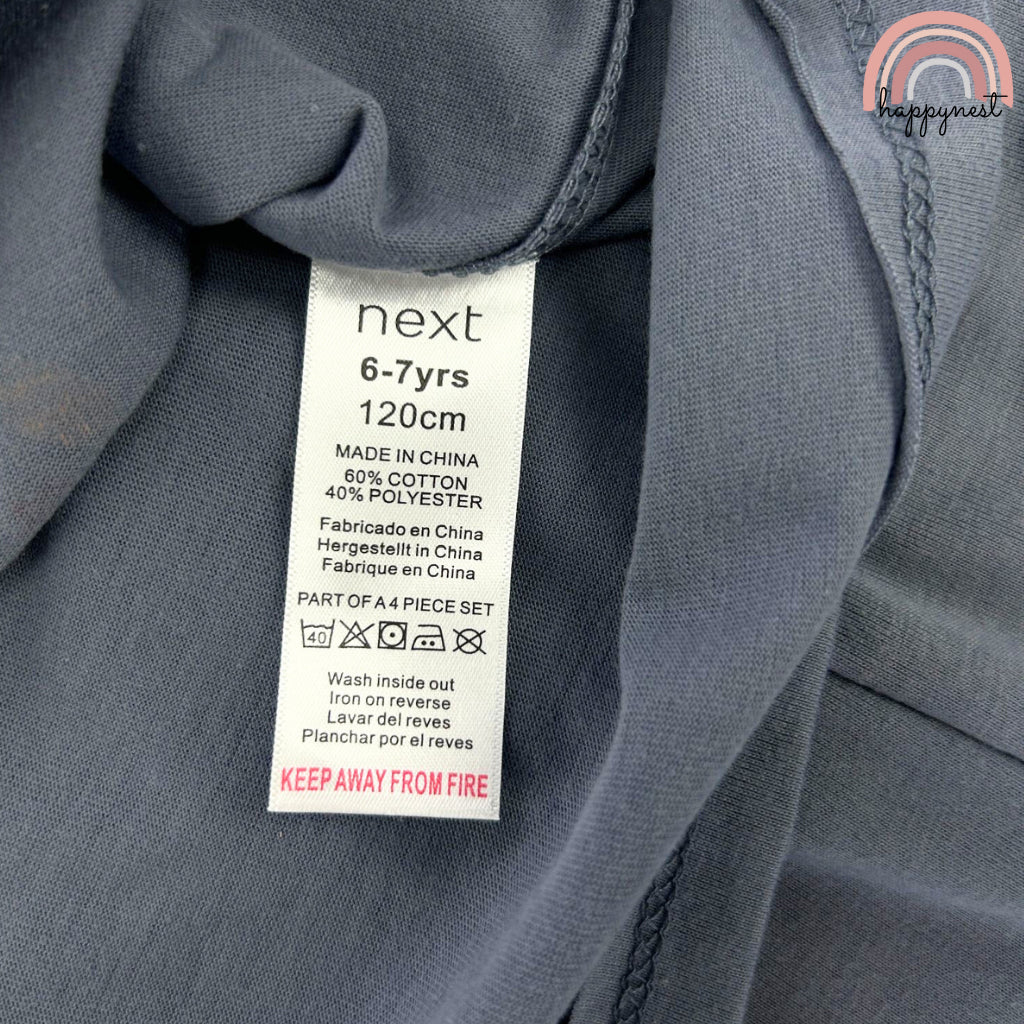 happynest
next
6-7yrs
120cm
MADE IN CHINA
60% COTTON
40% POLYESTER
Fabricado en China
Hergestellt in China
Fabrique en China
PART OF A 4 PIECE SET
40
Wash inside out
Iron on reverse
Lavar del reves
Planchar por el reves
KEEP AWAY FROM FIRE